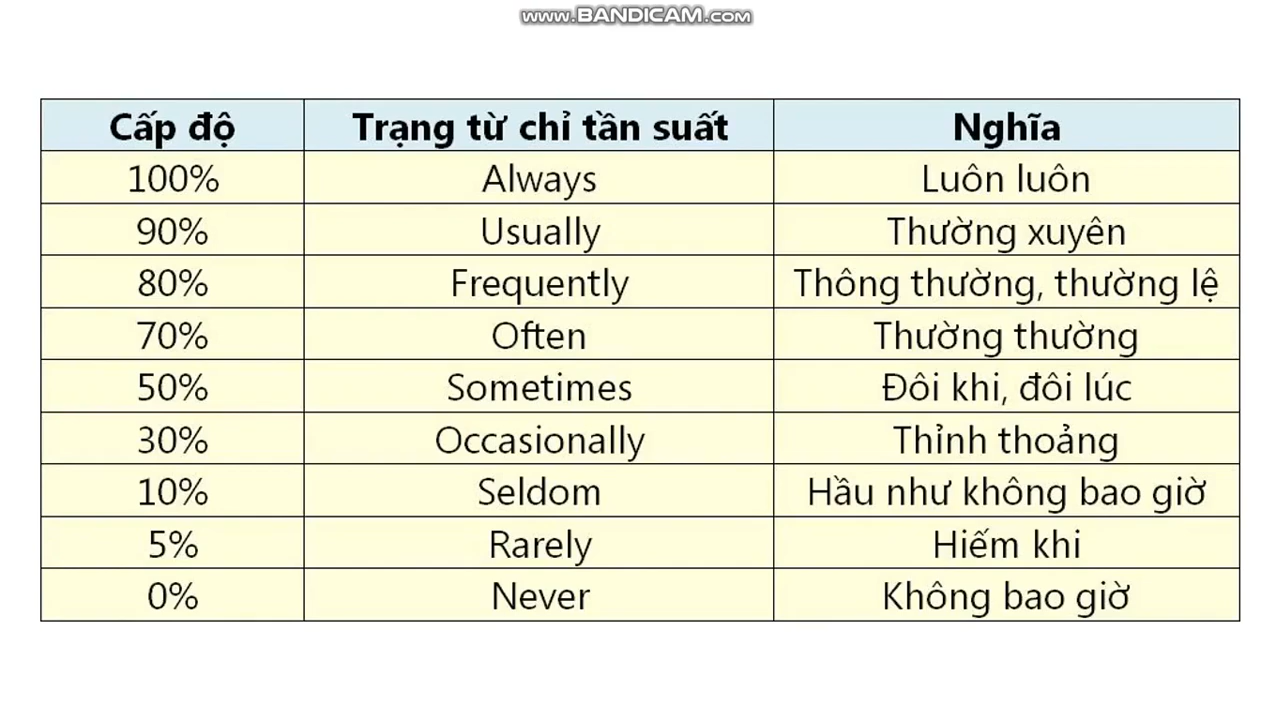 www.BANDICAM.com
Cấp độ Trạng từ chỉ tần suất Nghĩa
100% Always Luôn luôn
90% Usually Thường xuyên
80% Frequently Thông thường, thường lệ
70% Often Thường thường
50% Sometimes Đôi khi, đôi lúc
30% Occasionally Thỉnh thoảng
10% Seldom Hầu như không bao giờ
5% Rarely Hiếm khi
0% Never Không bao giờ